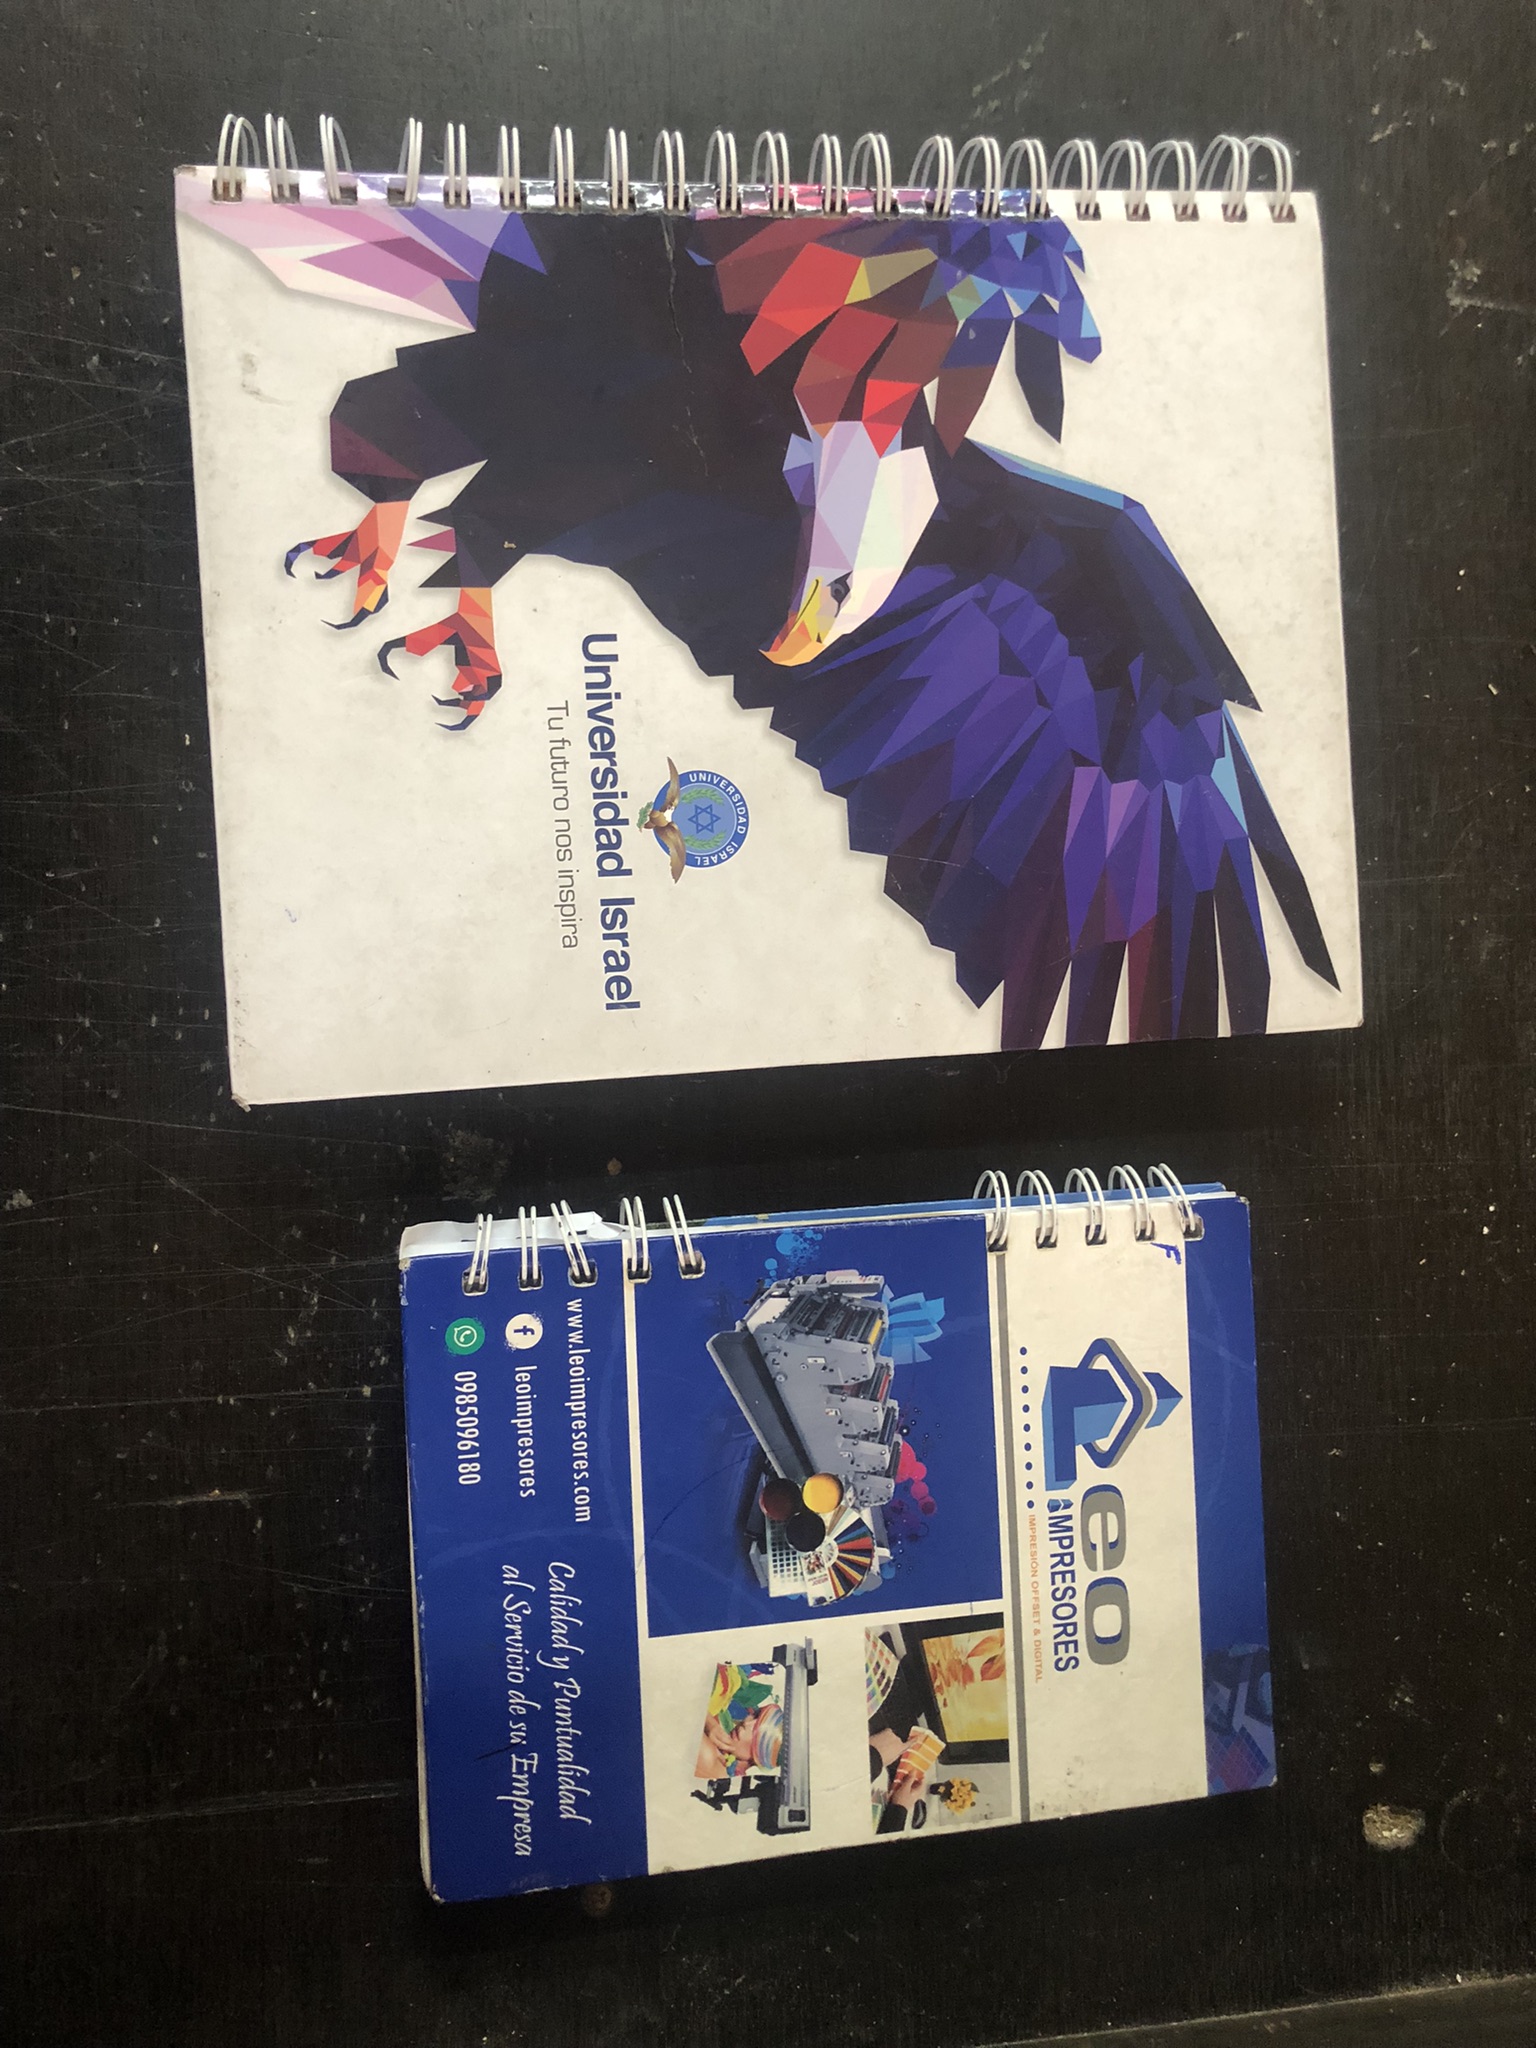 UNIVERSIDAD ISRAEL
Universidad Israel
Tu futuro nos inspira
Leo
IMPRESORES
IMPRESIÓN OFFSET & DIGITAL
www.leoimpresores.com
f leoimpresores
0985096180
Calidad y Puntualidad
al Servicio de su Empresa